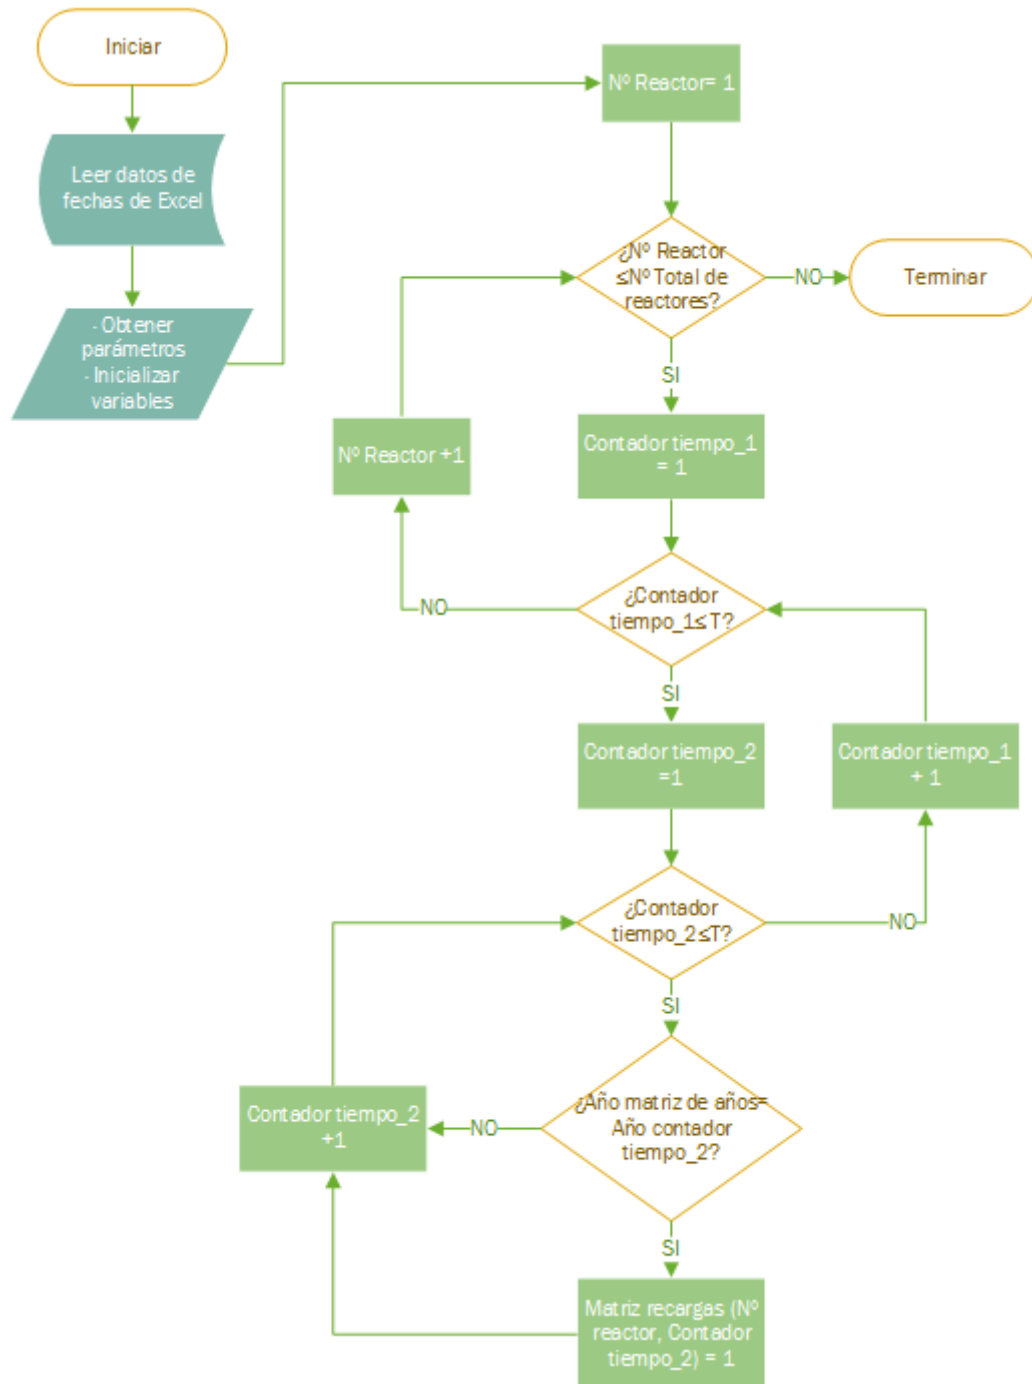 Iniciar
Leer datos de
fechas de Excel
- Obtener
parámetros
- Inicializar
variables
Nº Reactor= 1
¿Nº Reactor
≤Nº Total de
reactores?
NO
Terminar
SI
Nº Reactor +1
Contador tiempo_1
= 1
¿Contador
tiempo_1≤T?
NO
SI
Contador tiempo_2
=1
Contador tiempo_1
+ 1
¿Contador
tiempo_2≤T?
NO
SI
¿Año matriz de años=
Año contador
tiempo_2?
NO
Contador tiempo_2
+1
SI
Matriz recargas (Nº
reactor, Contador
tiempo_2) = 1